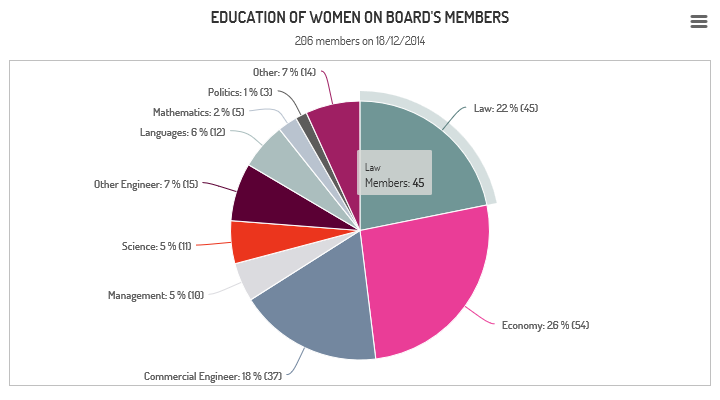 EDUCATION OF WOMEN ON BOARD'S MEMBERS
206 members on 18/12/2014
Other: 7 % (14)
Politics: 1 % (3)
Law: 22 % (45)
Mathematics: 2 % (5)
Languages: 6 % (12)
Law
Members: 45
Other Engineer: 7 % (15)
Science: 5 % (11)
Management: 5 % (10)
Economy: 26 % (54)
Commercial Engineer: 18 % (37)